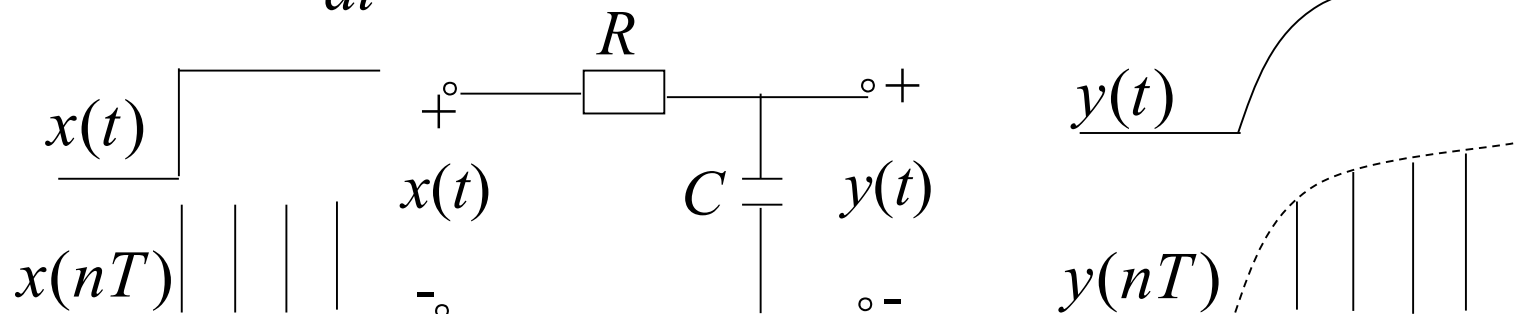 R
x(t)
+
+
y(t)
x(t)
C
y(t)
x(nT)
-
-
y(nT)